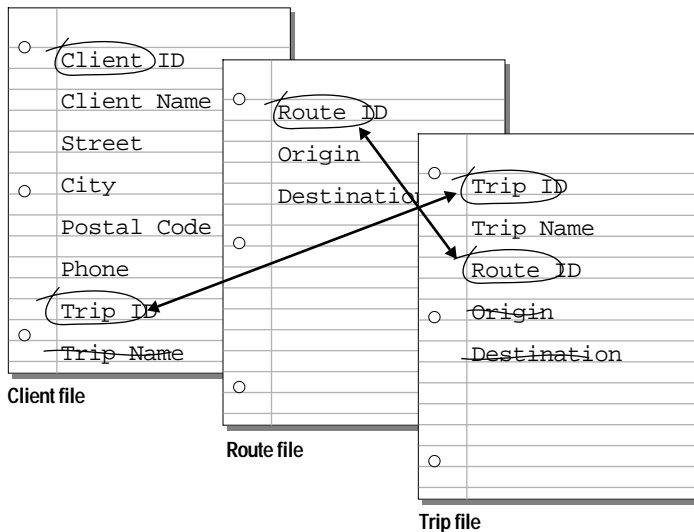 Client ID
Client Name
Street
City
Postal Code
Phone
Trip ID
Trip Name
Client file
Route ID
Origin
Destination
Route file
Trip ID
Trip Name
Route ID
Origin
Destination
Trip file